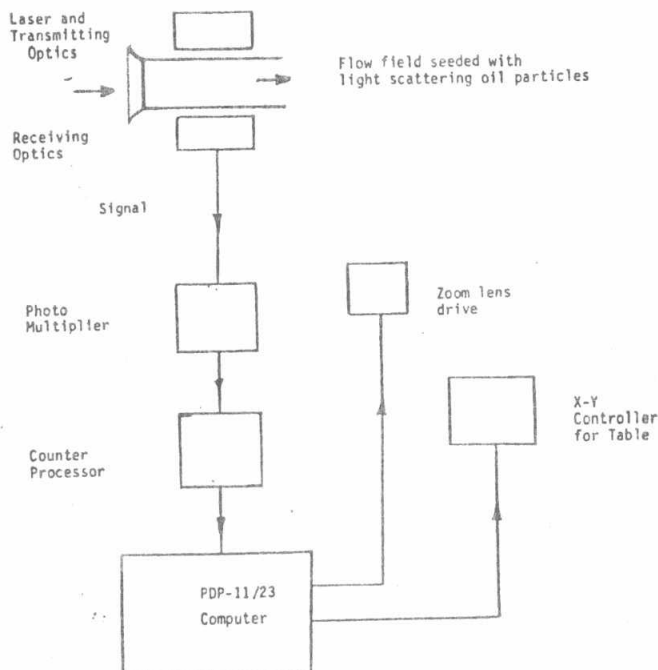 Laser and
Transmitting
Optics
Flow field seeded with
light scattering oil particles
Receiving
Optics
Signal
Photo
Multiplier
Zoom lens
drive
X-Y
Controller
for Table
Counter
Processor
PDP-11/23
Computer